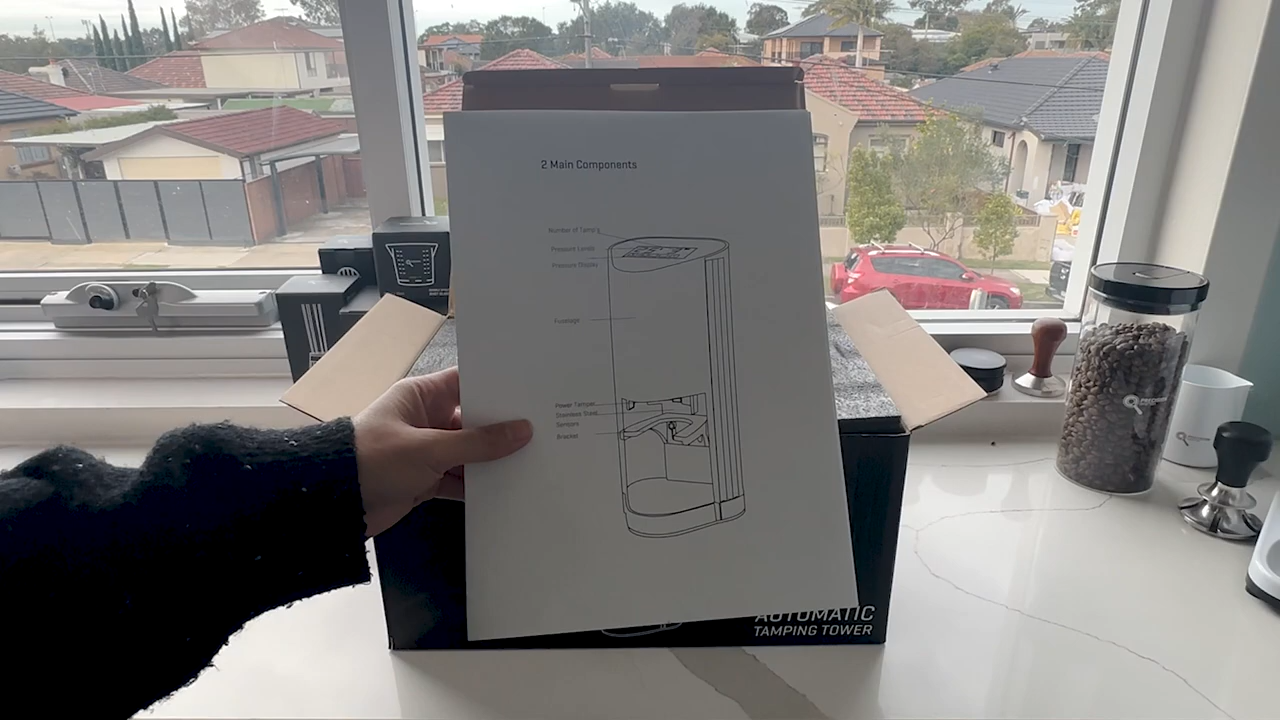 2 Main Components
Number of Tamp's
Pressure Levels
Pressure Display
Fuselage
Power Tamper
Stainless Steel
Sensors
Bracket
AUTOMATIC
TAMPING TOWER